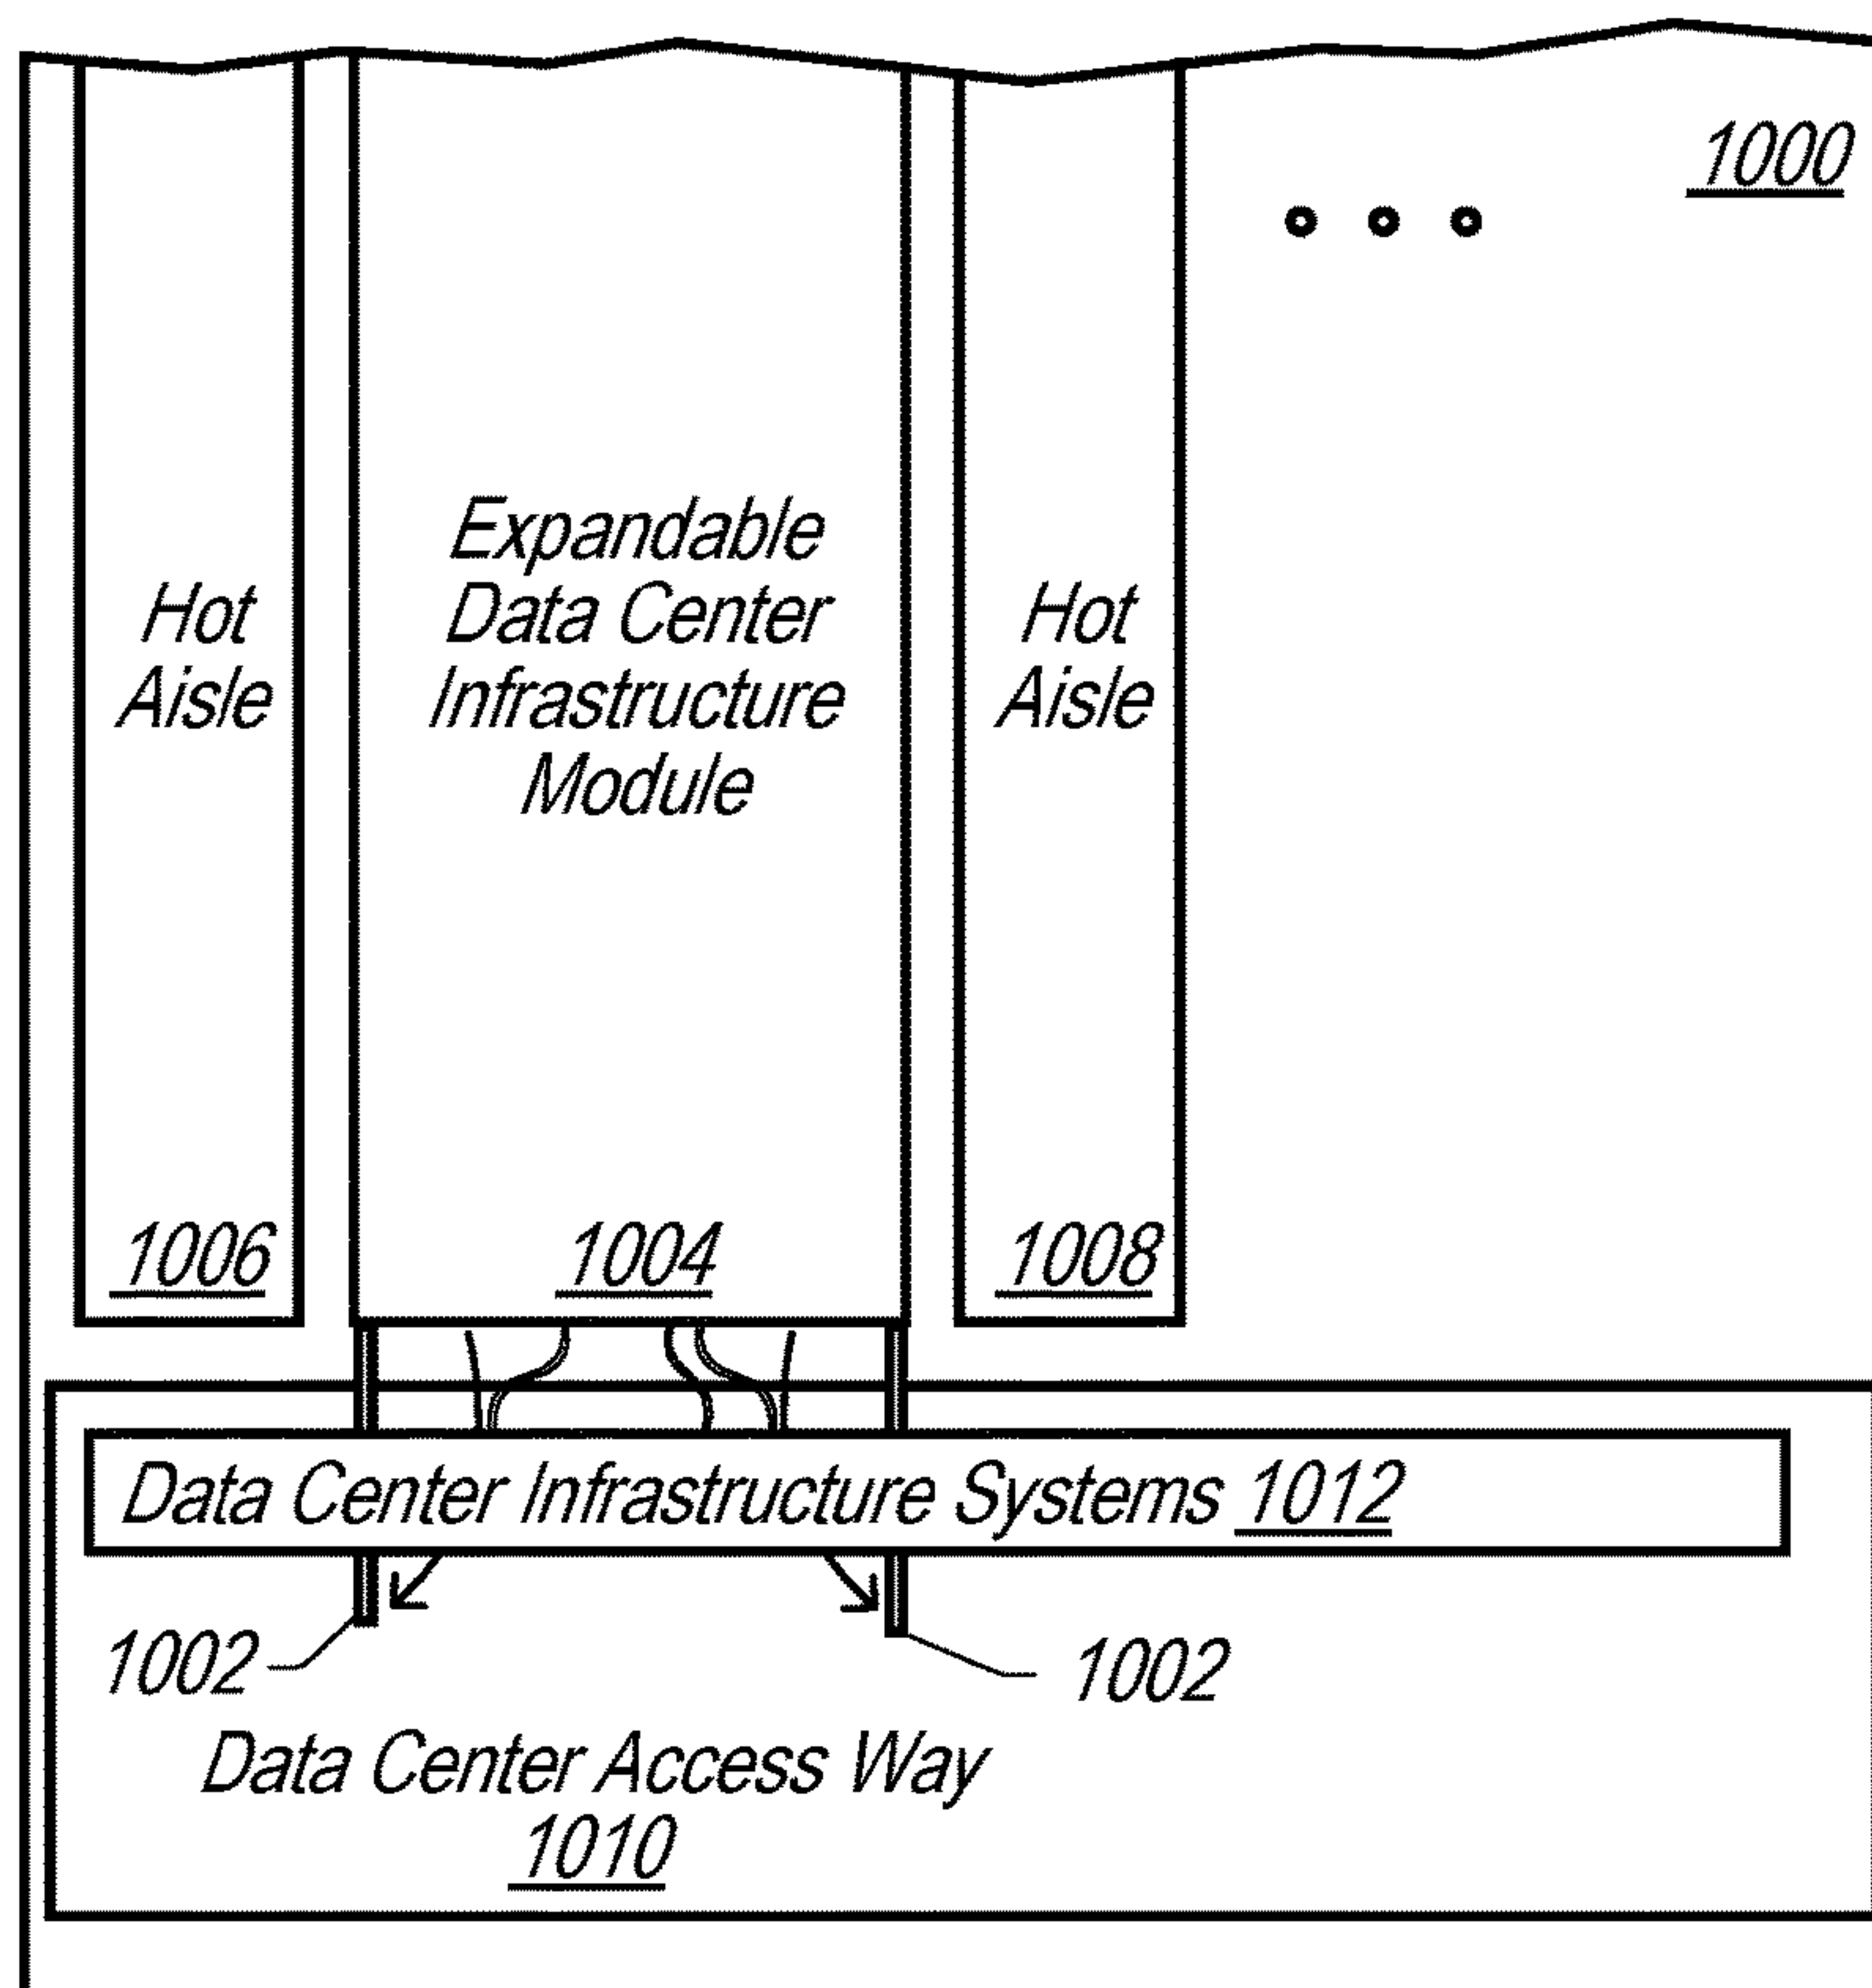 1000
Expandable
Data Center
Infrastructure
Module
Hot
Aisle
Hot
Aisle
1006
1004
1008
Data Center Infrastructure Systems 1012
1002
1002
Data Center Access Way
1010